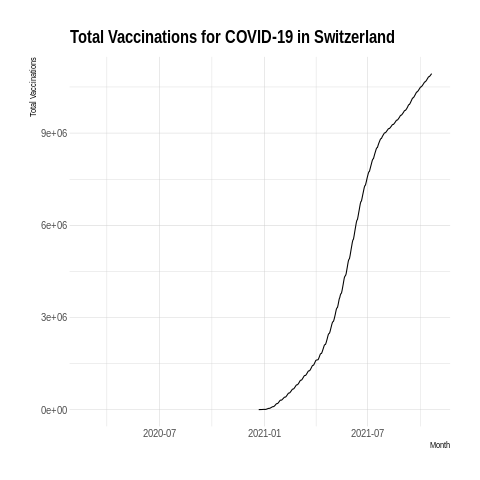 Total Vaccinations for COVID-19 in Switzerland
Total Vaccinations
9e+06
6e+06
3e+06
0e+00
2020-07 2021-01 2021-07
Month